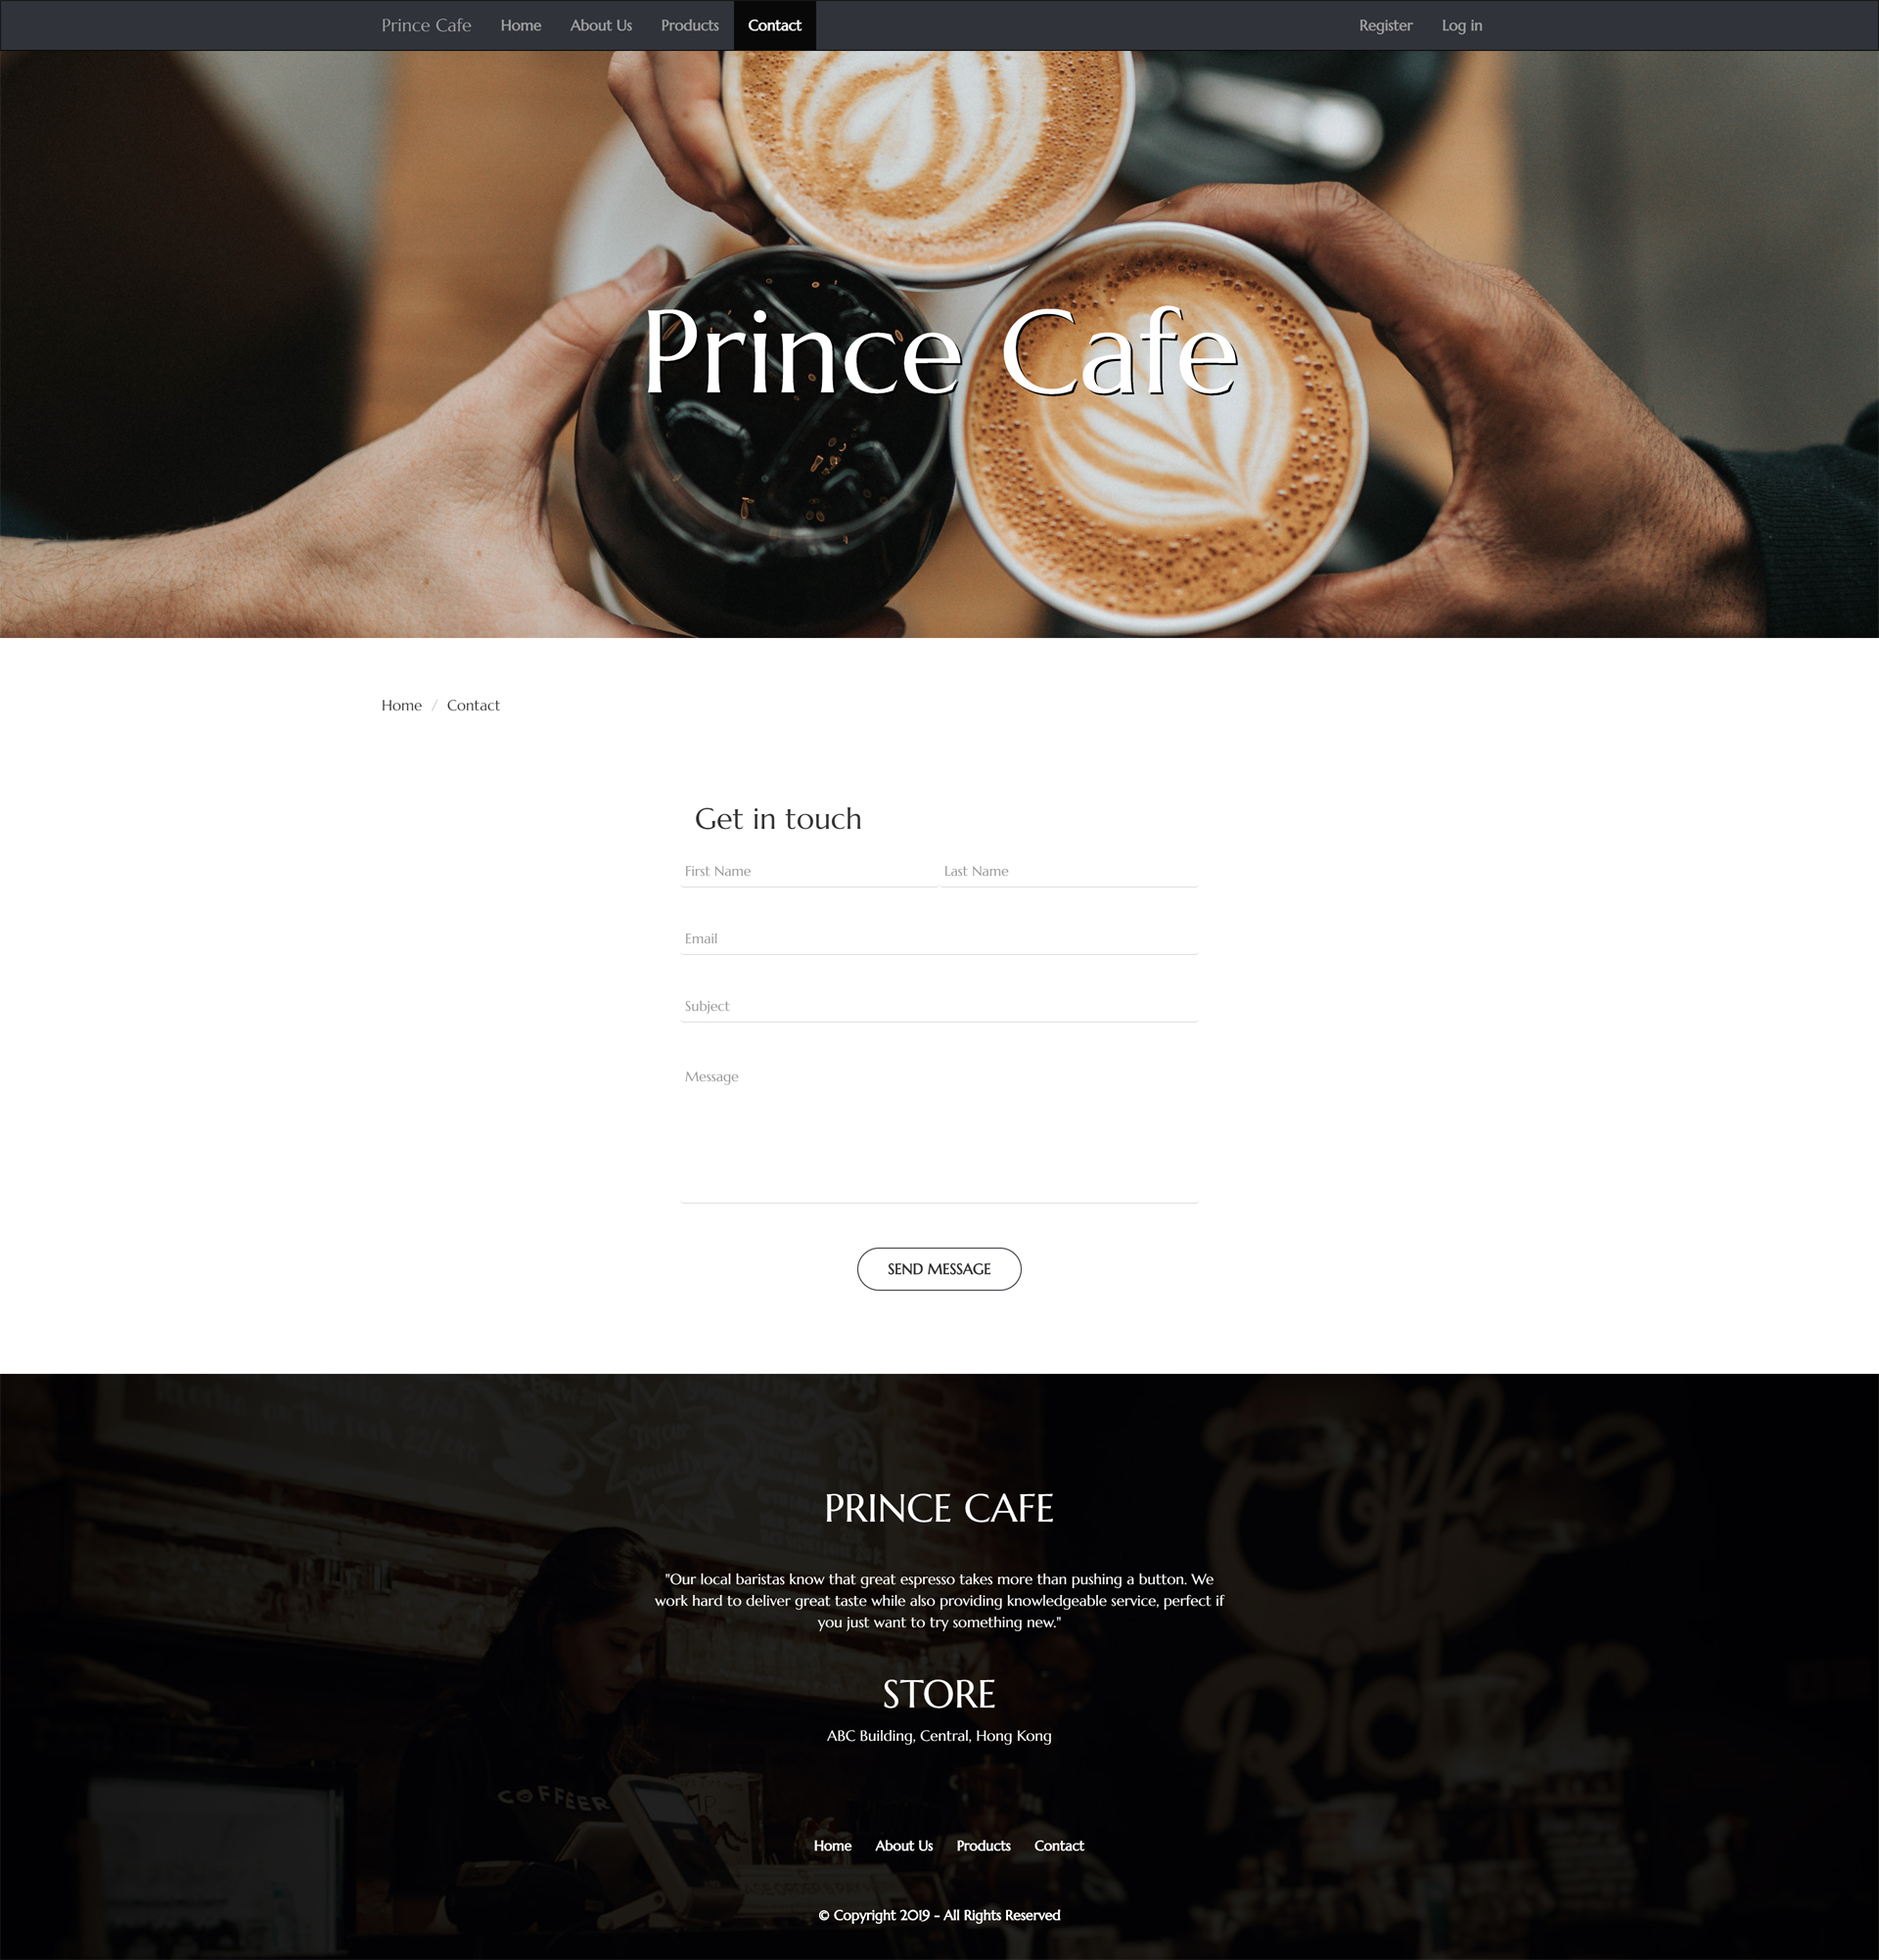 Prince Cafe Home About Us Products Contact Register Log in
Prince Cafe
Home / Contact
Get in touch
First Name Last Name
Email
Subject
Message
SEND MESSAGE
Coffee
Rider
PRINCE CAFE
"Our local baristas know that great espresso takes more than pushing a button. We
work hard to deliver great taste while also providing knowledgeable service, perfect if
you just want to try something new."
STORE
ABC Building, Central, Hong Kong
COFFEER
Home About Us Products Contact
© Copyright 2019 - All Rights Reserved